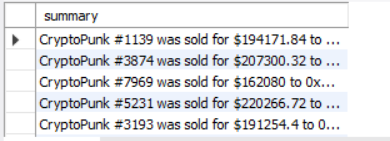 summary
CryptoPunk #1139 was sold for $194171.84 to ...
CryptoPunk #3874 was sold for $207300.32 to ...
CryptoPunk #7969 was sold for $162080 to 0x...
CryptoPunk #5231 was sold for $220266.72 to ...
CryptoPunk #3193 was sold for $191254.4 to 0...